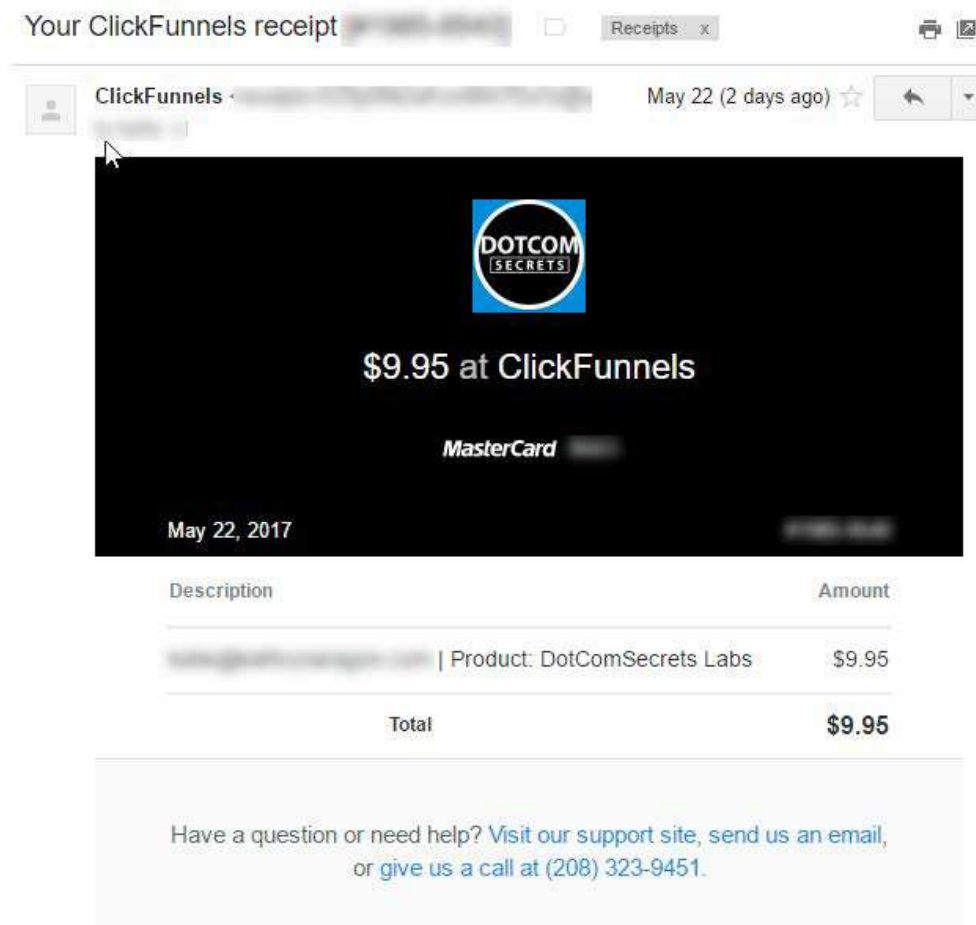 Your ClickFunnels receipt
Receipts x
ClickFunnels
May 22 (2 days ago)
DOTCOM
SECRETS
$9.95 at ClickFunnels
MasterCard
May 22, 2017
Description Amount
| Product: DotComSecrets Labs $9.95
Total $9.95
Have a question or need help? Visit our support site, send us an email,
or give us a call at (208) 323-9451.